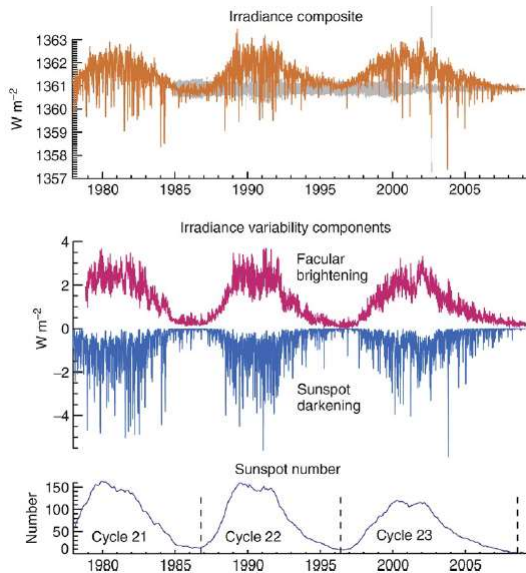 Irradiance composite
1363
1362
1361
1360
1359
1358
1357
W m⁻²
1980 1985 1990 1995 2000 2005
Irradiance variability components
4
2
0
−2
−4
W m⁻²
Facular
brightening
Sunspot
darkening
Sunspot number
150
100
50
0
Number
Cycle 21 Cycle 22 Cycle 23
1980 1985 1990 1995 2000 2005